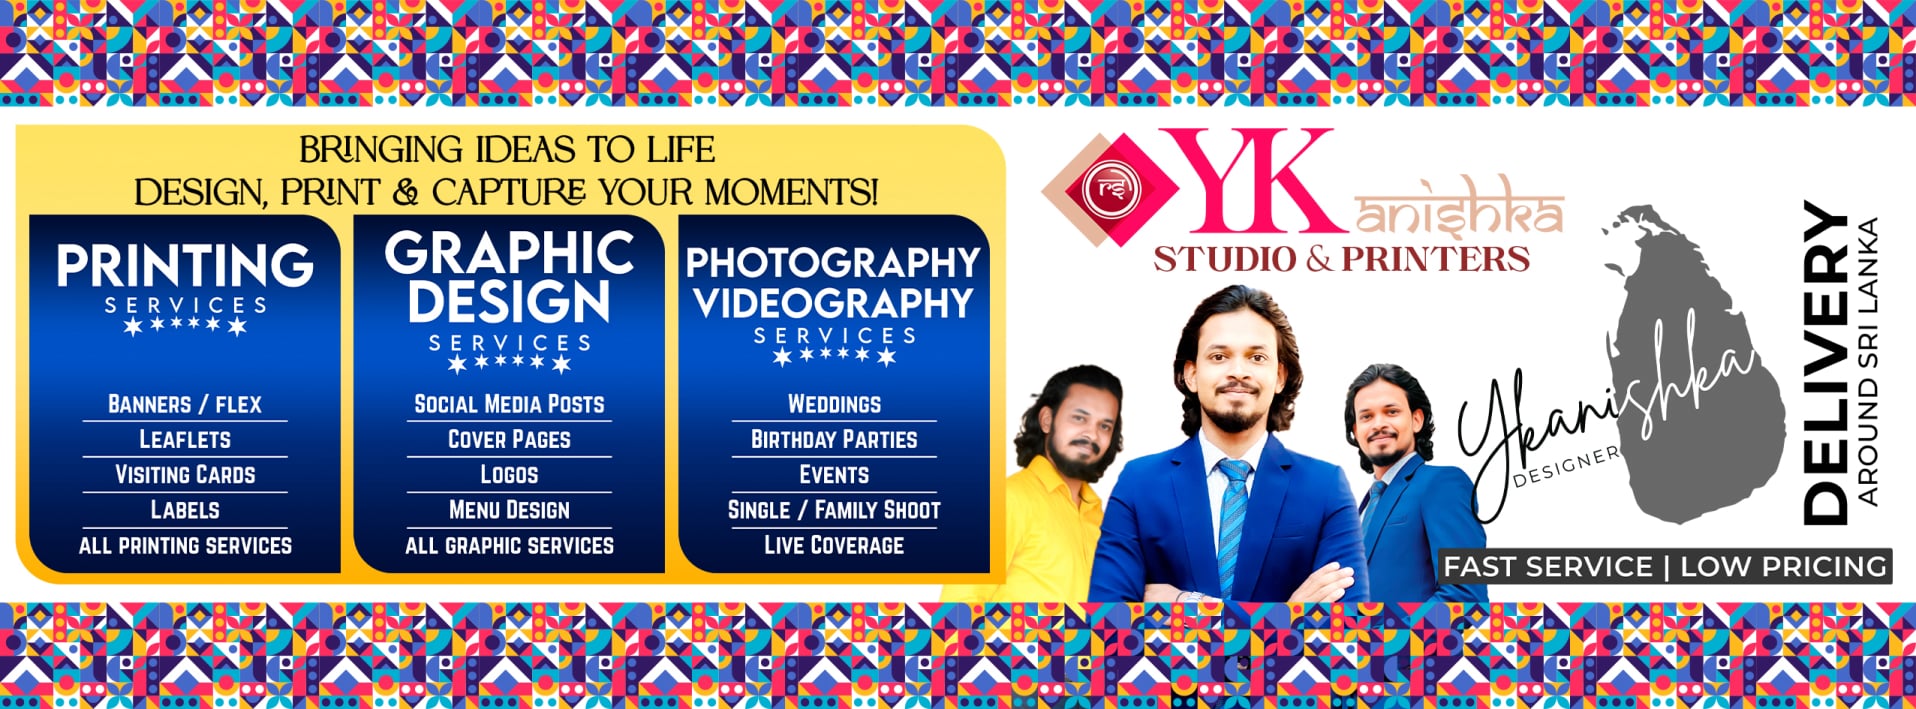 BRINGING IDEAS TO LIFE
DESIGN, PRINT & CAPTURE YOUR MOMENTS!
PRINTING
SERVICES
BANNERS / FLEX
LEAFLETS
VISITING CARDS
LABELS
ALL PRINTING SERVICES
GRAPHIC
DESIGN
SERVICES
SOCIAL MEDIA POSTS
COVER PAGES
LOGOS
MENU DESIGN
ALL GRAPHIC SERVICES
PHOTOGRAPHY
VIDEOGRAPHY
SERVICES
WEDDINGS
BIRTHDAY PARTIES
EVENTS
SINGLE / FAMILY SHOOT
LIVE COVERAGE
YKanishka
STUDIO & PRINTERS
Ykanishka
DESIGNER
DELIVERY
AROUND SRI LANKA
FAST SERVICE | LOW PRICING